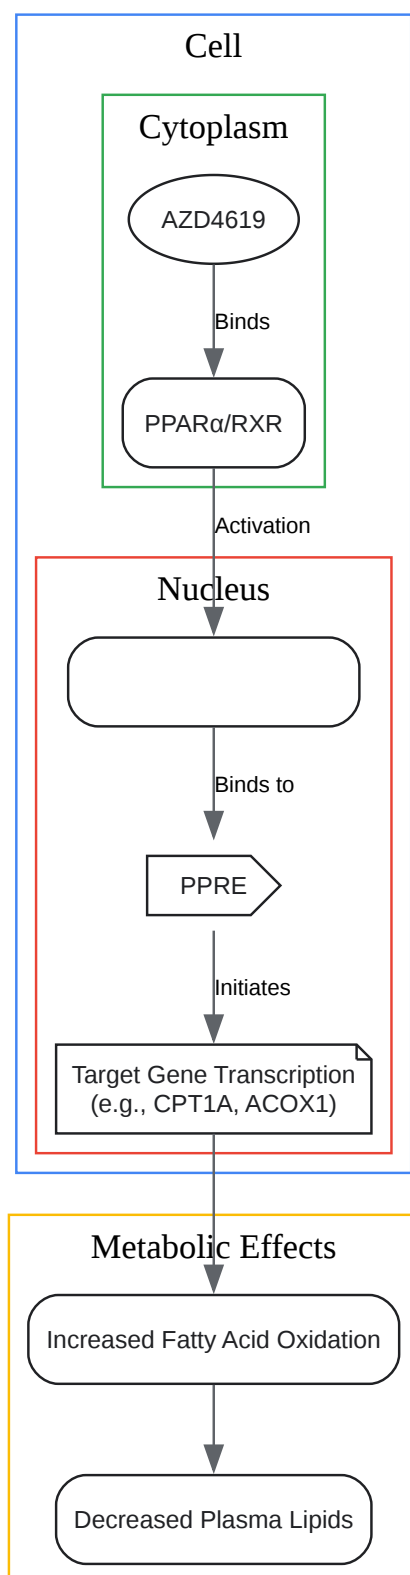 Cell
Cytoplasm
AZD4619
Binds
PPARα/RXR
Activation
Nucleus
Binds to
PPRE
Initiates
Target Gene Transcription
(e.g., CPT1A, ACOX1)
Metabolic Effects
Increased Fatty Acid Oxidation
Decreased Plasma Lipids